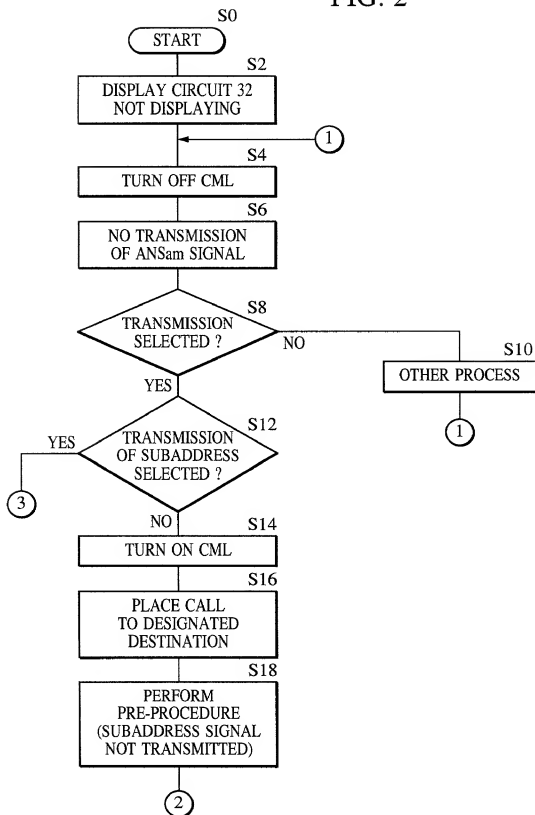 FIG. 2
S0
START
S2
DISPLAY CIRCUIT 32
NOT DISPLAYING
1
S4
TURN OFF CML
S6
NO TRANSMISSION
OF ANSam SIGNAL
S8
TRANSMISSION
SELECTED ?
NO
S10
OTHER PROCESS
1
YES
S12
TRANSMISSION
OF SUBADDRESS
SELECTED ?
YES
3
NO
S14
TURN ON CML
S16
PLACE CALL
TO DESIGNATED
DESTINATION
S18
PERFORM
PRE-PROCEDURE
(SUBADDRESS SIGNAL
NOT TRANSMITTED)
2